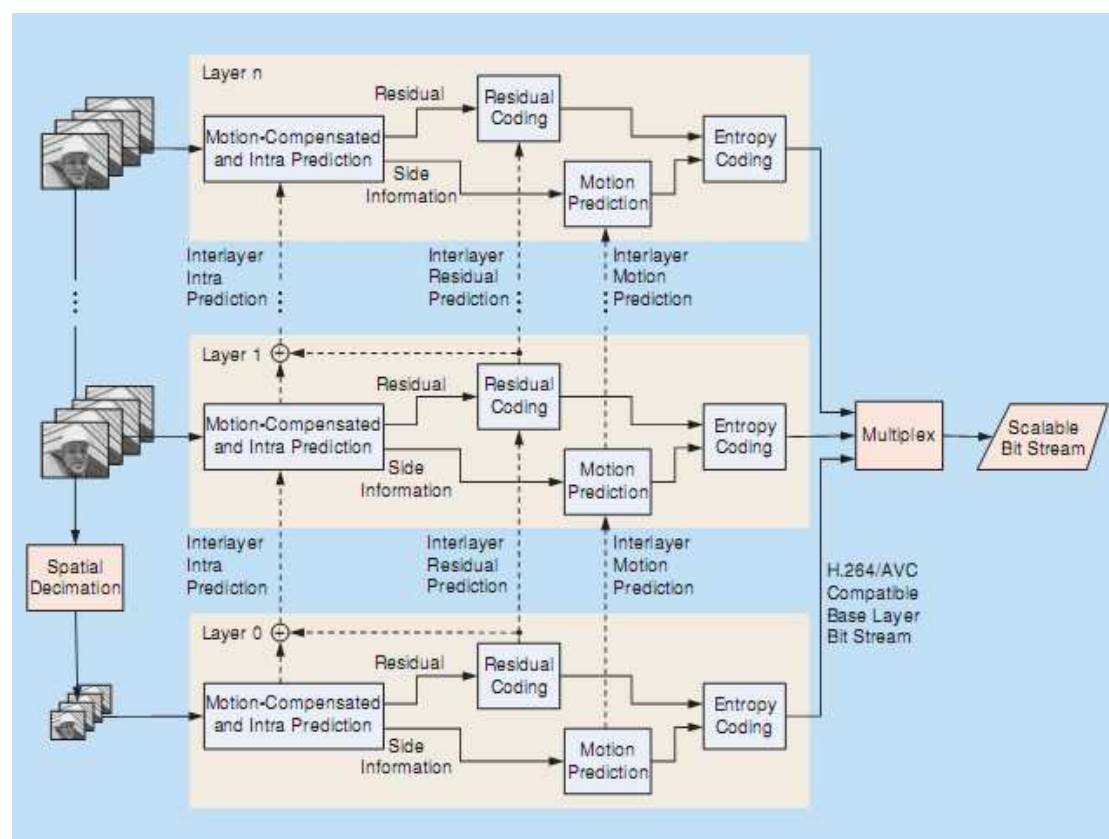 Layer n
Residual
Residual
Coding
Motion-Compensated
and Intra Prediction
Entropy
Coding
Side
Information
Motion
Prediction
Interlayer
Intra
Prediction
Interlayer
Residual
Prediction
Interlayer
Motion
Prediction
Layer 1
Residual
Residual
Coding
Motion-Compensated
and Intra Prediction
Entropy
Coding
Side
Information
Motion
Prediction
Multiplex
Scalable
Bit Stream
Spatial
Decimation
Interlayer
Intra
Prediction
Interlayer
Residual
Prediction
Interlayer
Motion
Prediction
H.264/AVC
Compatible
Base Layer
Bit Stream
Layer 0
Residual
Residual
Coding
Motion-Compensated
and Intra Prediction
Entropy
Coding
Side
Information
Motion
Prediction